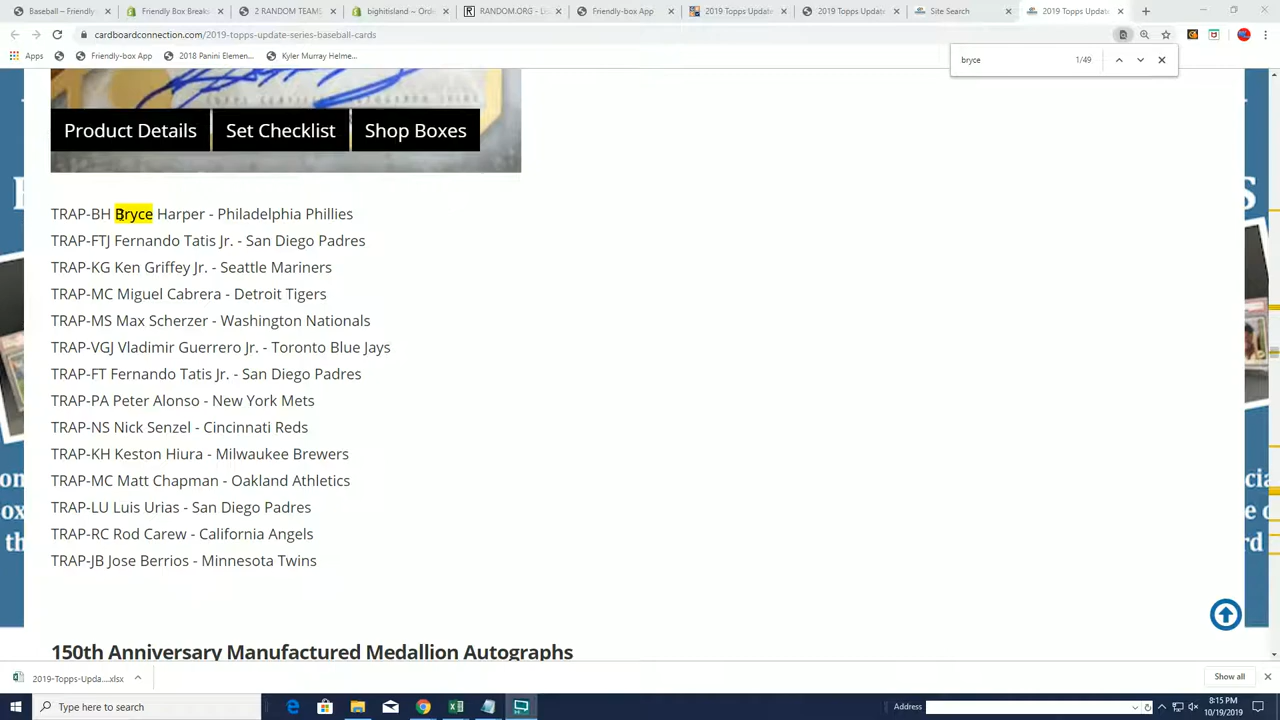 Baseball – Friendly
Friendly Box Breaks
2 RANDOM TEAMS
bighitisland ~ Orde
RANDOM.ORG - Lis
Friendly-box App
2019 Topps Update
2019 Topps Update
Site Search
2019 Topps Update
cardboardconnection.com/2019-topps-update-series-baseball-cards
Apps
Friendly-box App
2018 Panini Elemen...
Kyler Murray Helme...
bryce
1/49
Product Details
Set Checklist
Shop Boxes
TRAP-BH Bryce Harper - Philadelphia Phillies
TRAP-FTJ Fernando Tatis Jr. - San Diego Padres
TRAP-KG Ken Griffey Jr. - Seattle Mariners
TRAP-MC Miguel Cabrera - Detroit Tigers
TRAP-MS Max Scherzer - Washington Nationals
TRAP-VGJ Vladimir Guerrero Jr. - Toronto Blue Jays
TRAP-FT Fernando Tatis Jr. - San Diego Padres
TRAP-PA Peter Alonso - New York Mets
TRAP-NS Nick Senzel - Cincinnati Reds
TRAP-KH Keston Hiura - Milwaukee Brewers
TRAP-MC Matt Chapman - Oakland Athletics
TRAP-LU Luis Urias - San Diego Padres
TRAP-RC Rod Carew - California Angels
TRAP-JB Jose Berrios - Minnesota Twins
150th Anniversary Manufactured Medallion Autographs
2019-Topps-Upda....xlsx
Show all
Type here to search
Address
8:15 PM
10/19/2019